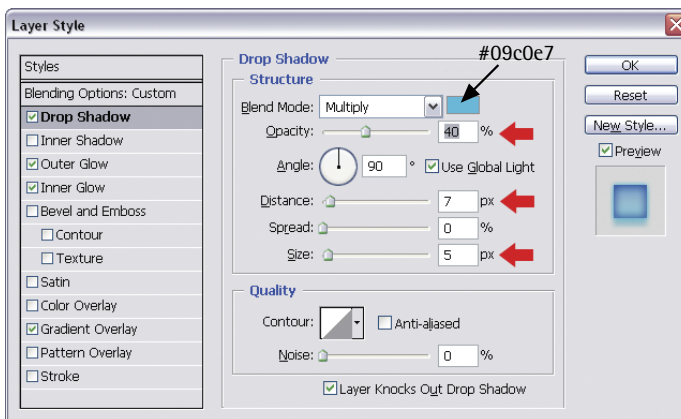 Layer Style
Styles
Blending Options: Custom
Drop Shadow
Inner Shadow
Outer Glow
Inner Glow
Bevel and Emboss
Contour
Texture
Satin
Color Overlay
Gradient Overlay
Pattern Overlay
Stroke
Drop Shadow
Structure
#09c0e7
Blend Mode: Multiply
Opacity: 40 %
Angle: 90 ° Use Global Light
Distance: 7 px
Spread: 0 %
Size: 5 px
Quality
Contour: Anti-aliased
Noise: 0 %
Layer Knocks Out Drop Shadow
OK
Reset
New Style...
Preview